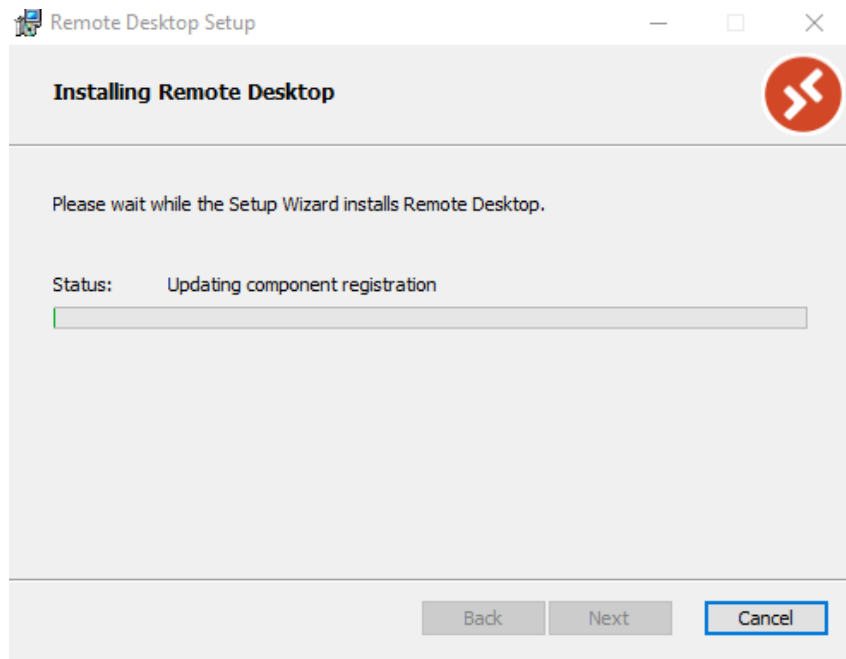 Remote Desktop Setup
Installing Remote Desktop
Please wait while the Setup Wizard installs Remote Desktop.
Status: Updating component registration
Back Next Cancel